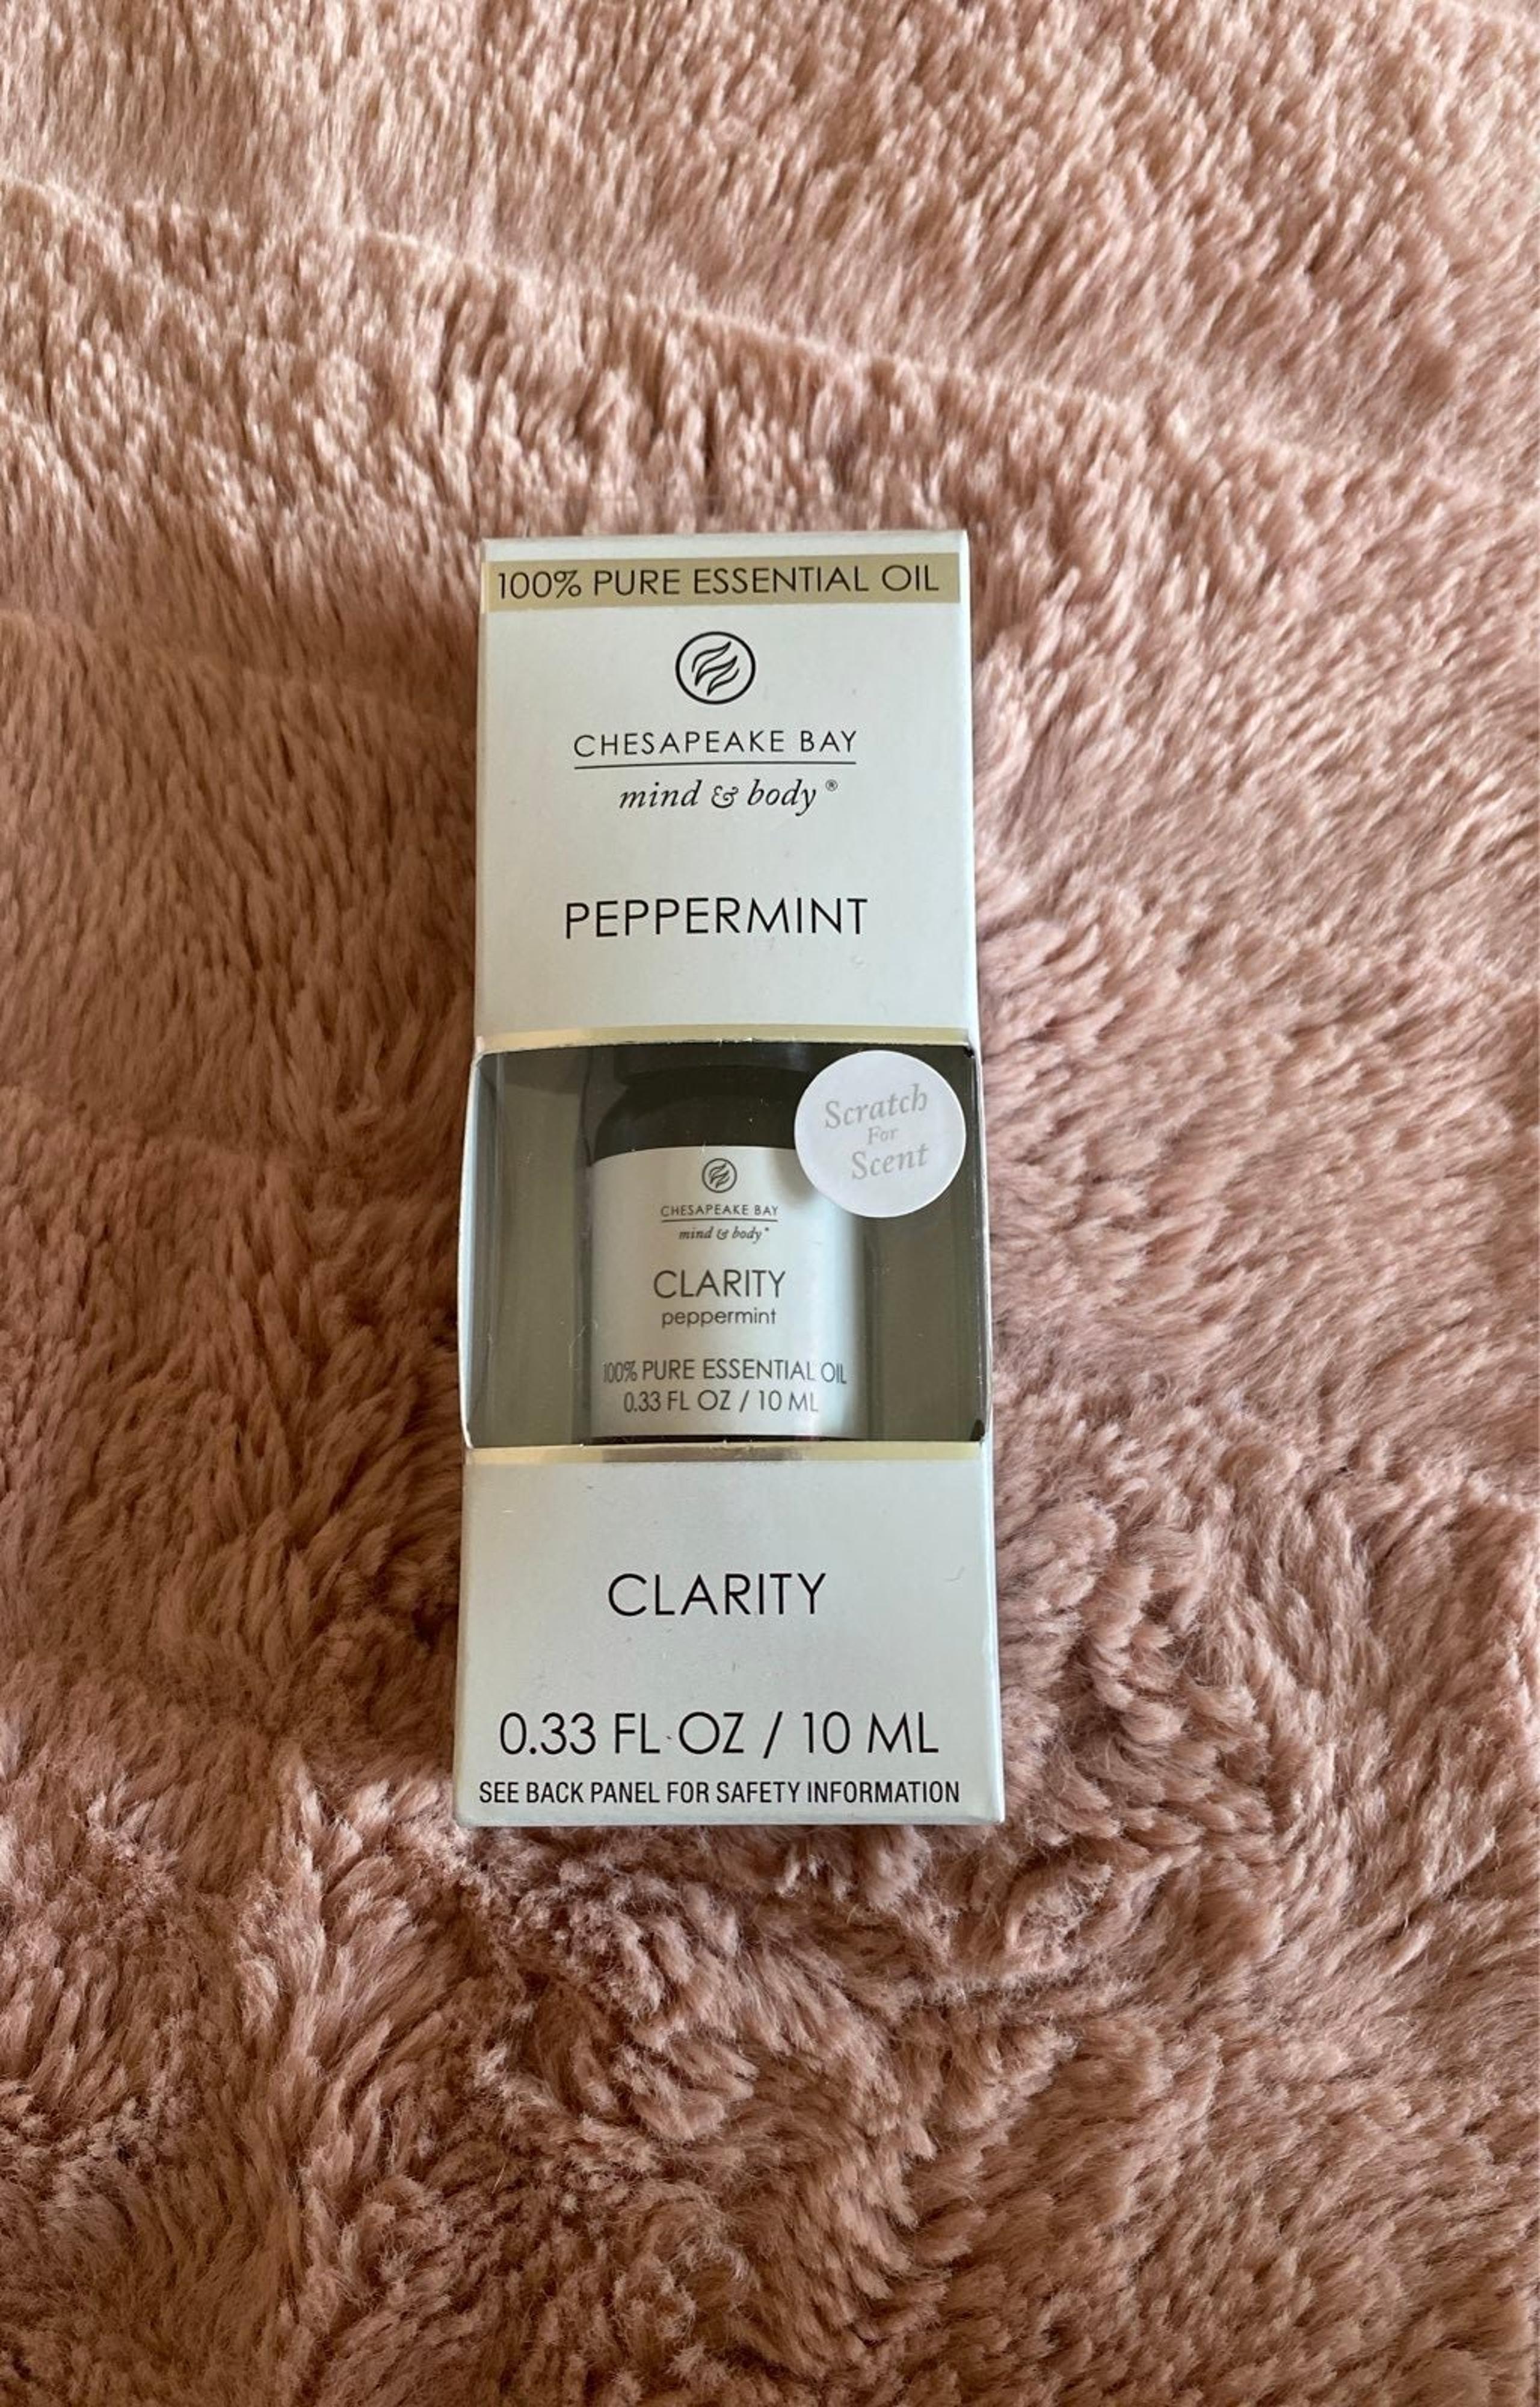 100% PURE ESSENTIAL OIL
CHESAPEAKE BAY
mind & body®
PEPPERMINT
Scratch
For
Scent
CHESAPEAKE BAY
mind & body®
CLARITY
peppermint
100% PURE ESSENTIAL OIL
0.33 FL OZ / 10 ML
CLARITY
0.33 FL OZ / 10 ML
SEE BACK PANEL FOR SAFETY INFORMATION